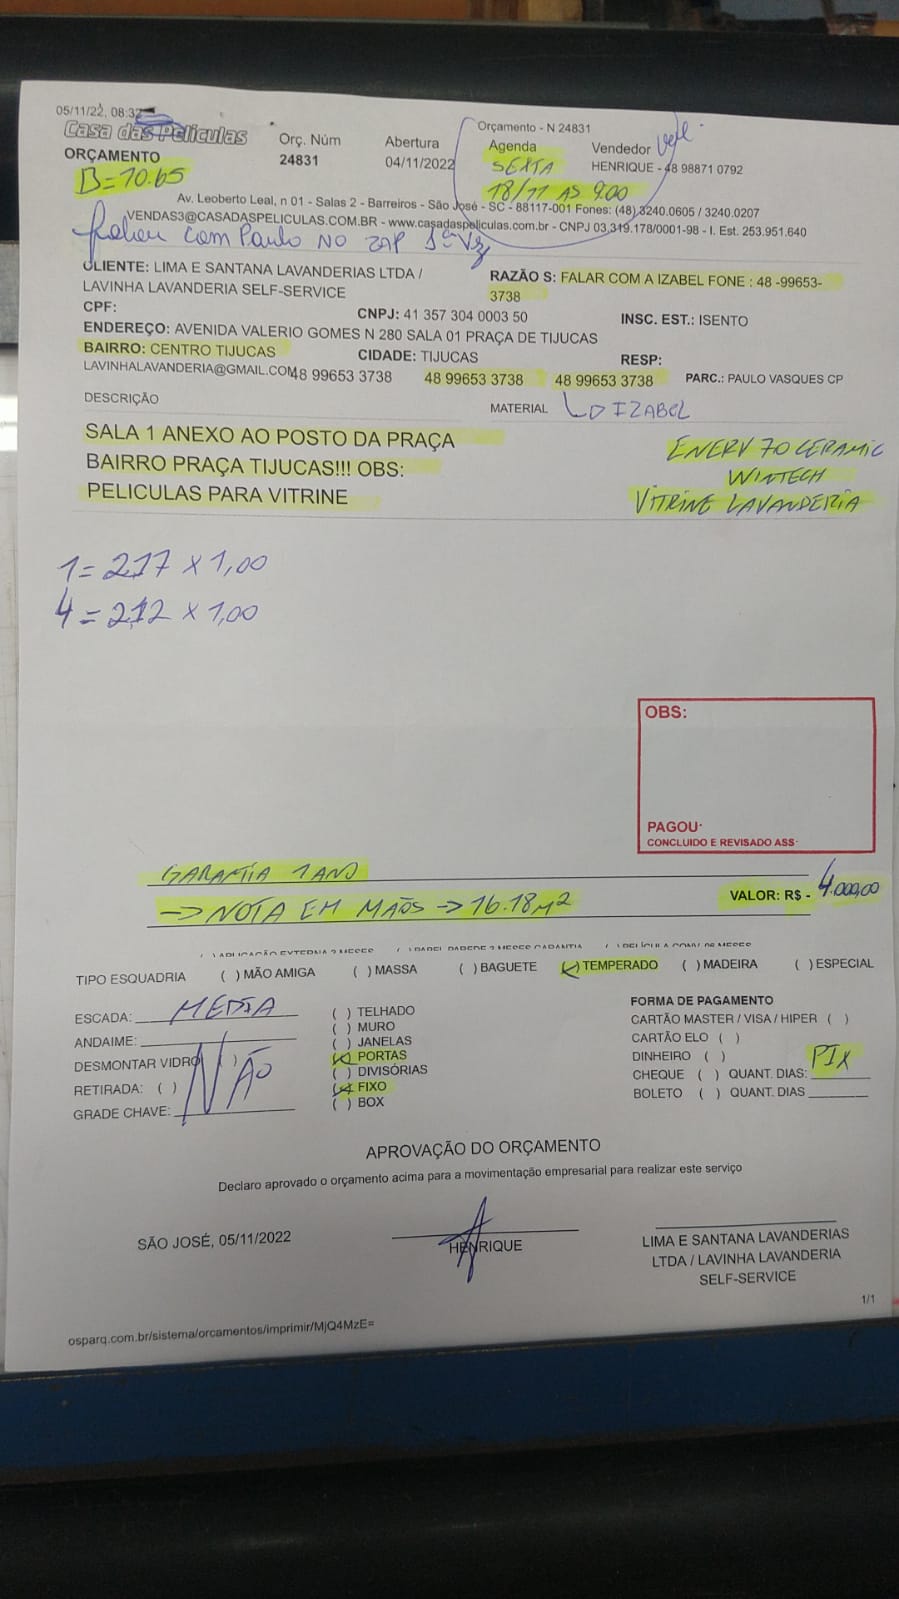 05/11/22, 08:32
Orçamento - N 24831
Casa das Películas
ORÇAMENTO
B=10.65
Orç. Núm
24831
Abertura
04/11/2022
Agenda
SEXTA
18/11 AS 9:00
Vendedor
HENRIQUE - 48 98871 0792
Av. Leoberto Leal, n 01 - Salas 2 - Barreiros - São José - SC - 88117-001 Fones: (48) 3240.0605 / 3240.0207
VENDAS3@CASADASPELICULAS.COM.BR - www.casadaspeliculas.com.br - CNPJ 03.319.178/0001-98 - I. Est. 253.951.640
Falou com Paulo NO ZAP 1ª Vz
CLIENTE: LIMA E SANTANA LAVANDERIAS LTDA /
LAVINHA LAVANDERIA SELF-SERVICE
RAZÃO S: FALAR COM A IZABEL FONE : 48 -99653-
3738
CPF:
CNPJ: 41 357 304 0003 50
INSC. EST.: ISENTO
ENDEREÇO: AVENIDA VALERIO GOMES N 280 SALA 01 PRAÇA DE TIJUCAS
BAIRRO: CENTRO TIJUCAS
CIDADE: TIJUCAS
RESP:
LAVINHALAVANDERIA@GMAIL.COM
48 99653 3738
48 99653 3738
48 99653 3738
PARC.: PAULO VASQUES CP
DESCRIÇÃO
MATERIAL
IZABEL
SALA 1 ANEXO AO POSTO DA PRAÇA
BAIRRO PRAÇA TIJUCAS!!! OBS:
PELICULAS PARA VITRINE
ENERV 70 CERAMIC
WINTECH
VITRINE LAVANDERIA
1= 2,17 x 1,00
4= 2,12 x 1,00
OBS:
PAGOU:
CONCLUIDO E REVISADO ASS:
GARANTIA 1 ANO
-> NOTA EM MAÕS -> 16.18 M²
VALOR: R$ - 4.000,00
TIPO ESQUADRIA ( ) MÃO AMIGA ( ) MASSA ( ) BAGUETE (✓) TEMPERADO ( ) MADEIRA ( ) ESPECIAL
ESCADA: MEDIA
ANDAIME:
DESMONTAR VIDRO ( )
RETIRADA: ( )
GRADE CHAVE:
NÃO
( ) TELHADO
( ) MURO
( ) JANELAS
(x) PORTAS
( ) DIVISÓRIAS
(x) FIXO
( ) BOX
FORMA DE PAGAMENTO
CARTÃO MASTER / VISA / HIPER ( )
CARTÃO ELO ( )
DINHEIRO ( )
CHEQUE ( ) QUANT. DIAS:
PIX
BOLETO ( ) QUANT. DIAS
APROVAÇÃO DO ORÇAMENTO
Declaro aprovado o orçamento acima para a movimentação empresarial para realizar este serviço
SÃO JOSÉ, 05/11/2022
HENRIQUE
LIMA E SANTANA LAVANDERIAS
LTDA / LAVINHA LAVANDERIA
SELF-SERVICE
1/1
osparq.com.br/sistema/orcamentos/imprimir/MjQ4MzE=